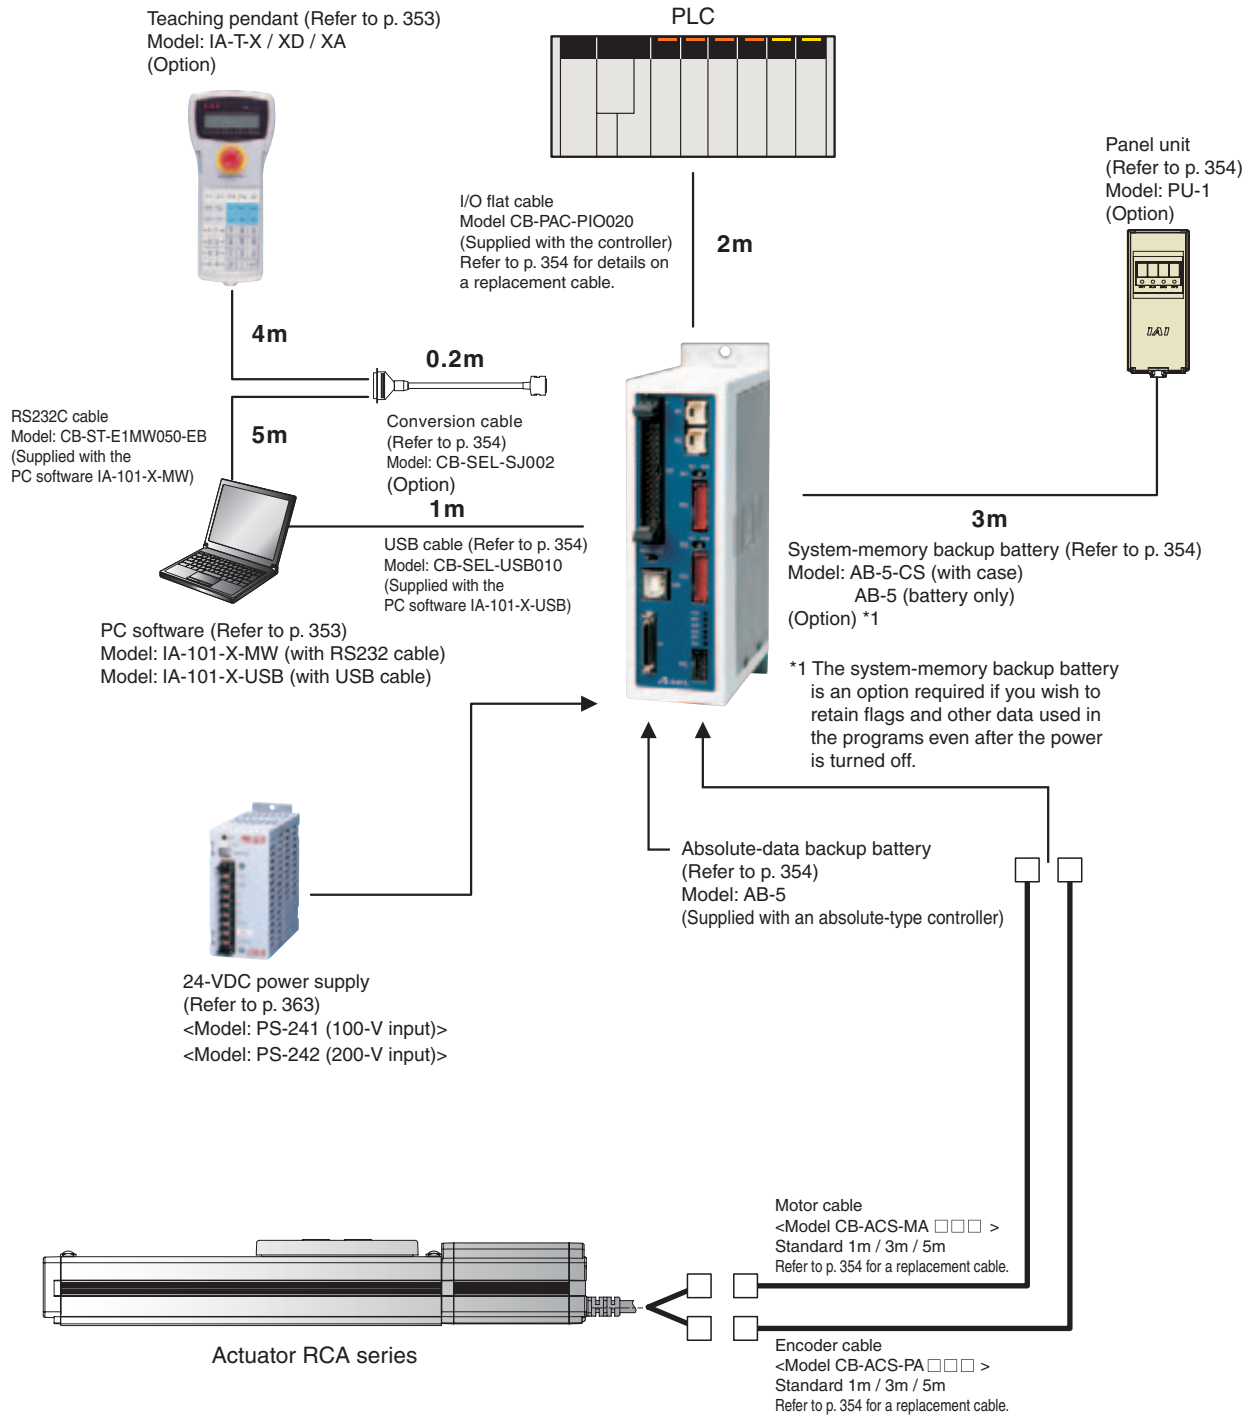 Teaching pendant (Refer to p. 353)
Model: IA-T-X / XD / XA
(Option)
PLC
Panel unit
(Refer to p. 354)
Model: PU-1
(Option)
I/O flat cable
Model CB-PAC-PIO020
(Supplied with the controller)
Refer to p. 354 for details on
a replacement cable.
2m
IAI
4m
0.2m
RS232C cable
Model: CB-ST-E1MW050-EB
(Supplied with the
PC software IA-101-X-MW)
5m
Conversion cable
(Refer to p. 354)
Model: CB-SEL-SJ002
(Option)
1m
USB cable (Refer to p. 354)
Model: CB-SEL-USB010
(Supplied with the
PC software IA-101-X-USB)
3m
System-memory backup battery (Refer to p. 354)
Model: AB-5-CS (with case)
AB-5 (battery only)
(Option) *1
PC software (Refer to p. 353)
Model: IA-101-X-MW (with RS232 cable)
Model: IA-101-X-USB (with USB cable)
*1 The system-memory backup battery
is an option required if you wish to
retain flags and other data used in
the programs even after the power
is turned off.
Absolute-data backup battery
(Refer to p. 354)
Model: AB-5
(Supplied with an absolute-type controller)
24-VDC power supply
(Refer to p. 363)
<Model: PS-241 (100-V input)>
<Model: PS-242 (200-V input)>
Motor cable
<Model CB-ACS-MA □□□ >
Standard 1m / 3m / 5m
Refer to p. 354 for a replacement cable.
Actuator RCA series
Encoder cable
<Model CB-ACS-PA □□□ >
Standard 1m / 3m / 5m
Refer to p. 354 for a replacement cable.